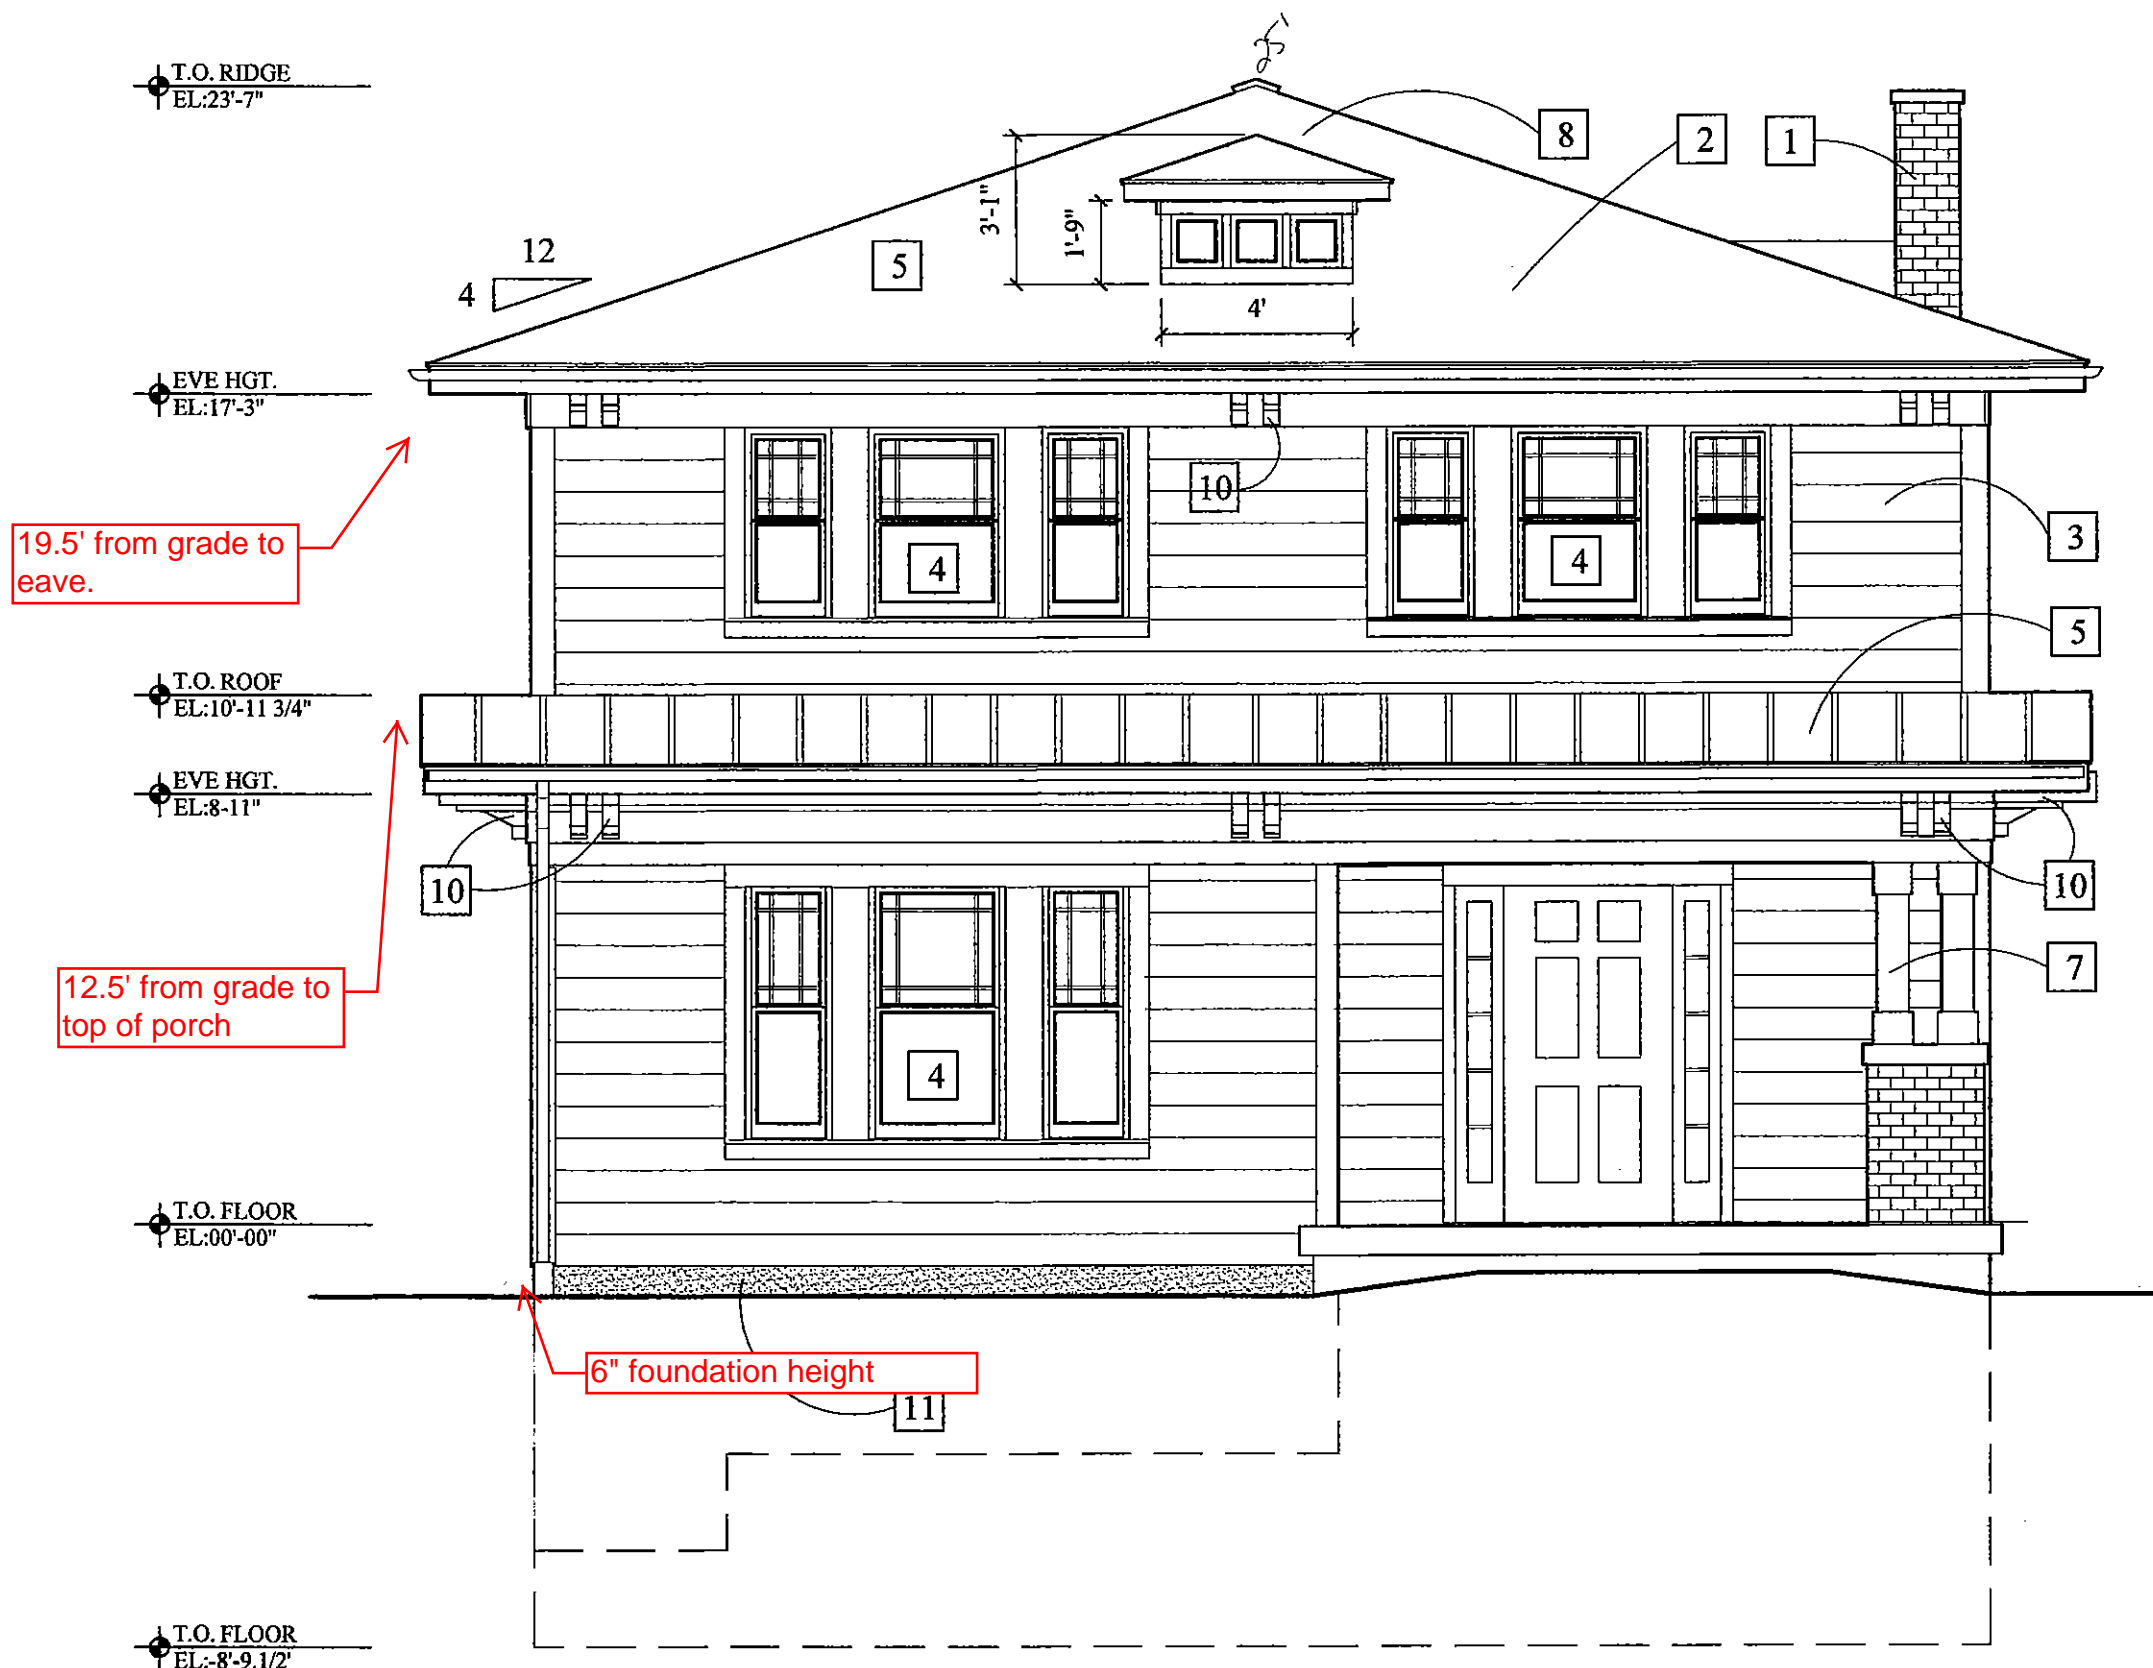 T.O. RIDGE
EL:23'-7"
8
2
1
3'-1"
1'-9"
12
5
4
4'
EVE HGT.
EL:17'-3"
10
19.5' from grade to
eave.
3
4
4
5
T.O. ROOF
EL:10'-11 3/4"
EVE HGT.
EL:8-11"
10
10
12.5' from grade to
top of porch
7
4
T.O. FLOOR
EL:00'-00"
6" foundation height
11
T.O. FLOOR
EL:-8'-9.1/2'